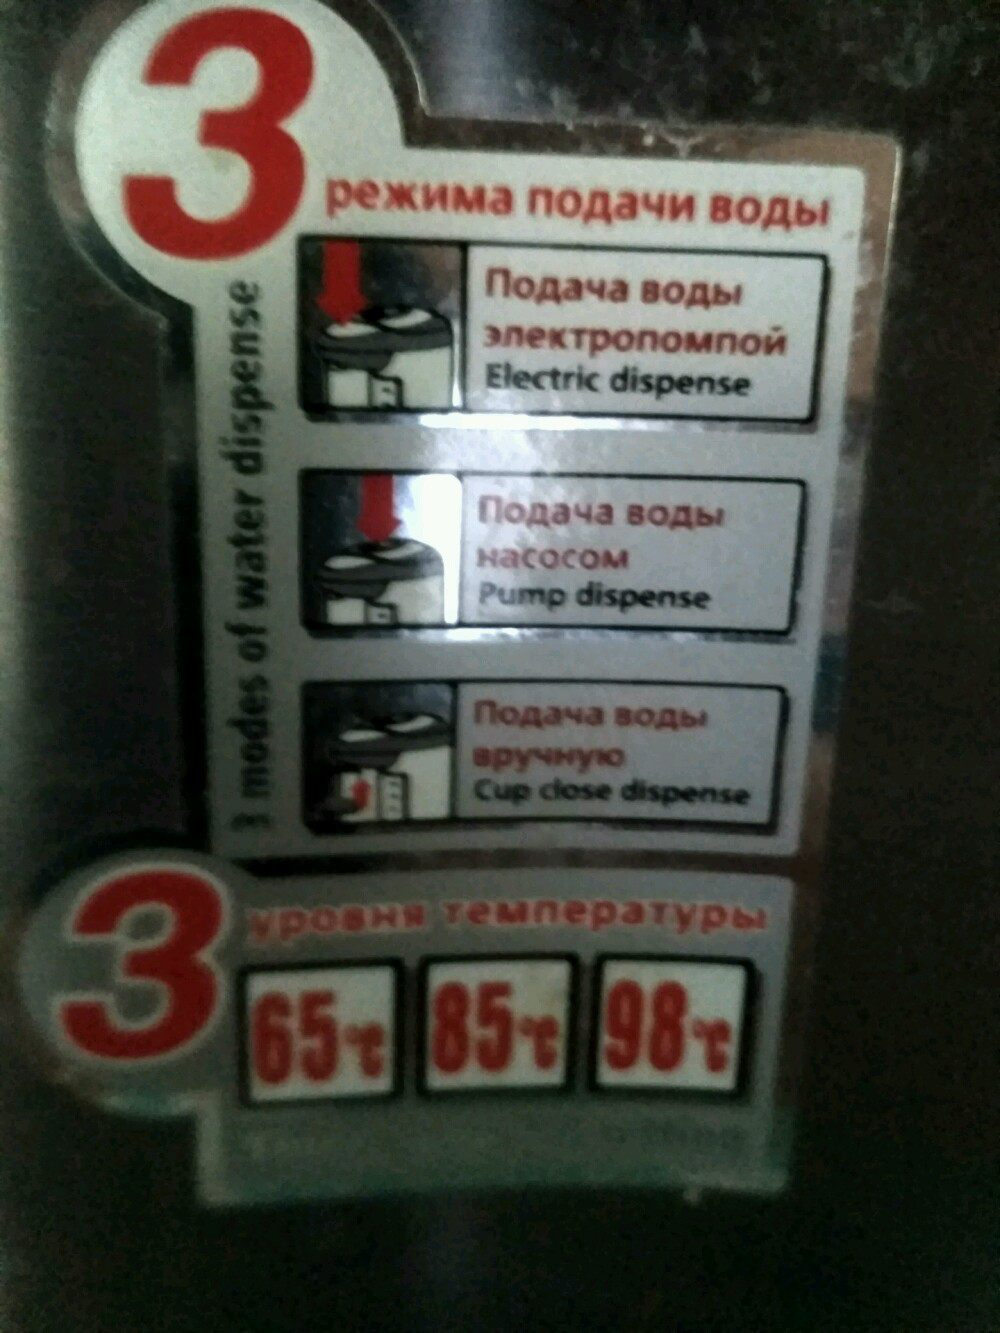 3 режима подачи воды
3 modes of water dispense
Подача воды
электропомпой
Electric dispense
Подача воды
насосом
Pump dispense
Подача воды
вручную
Cup close dispense
3 уровня температуры
65°C 85°C 98°C